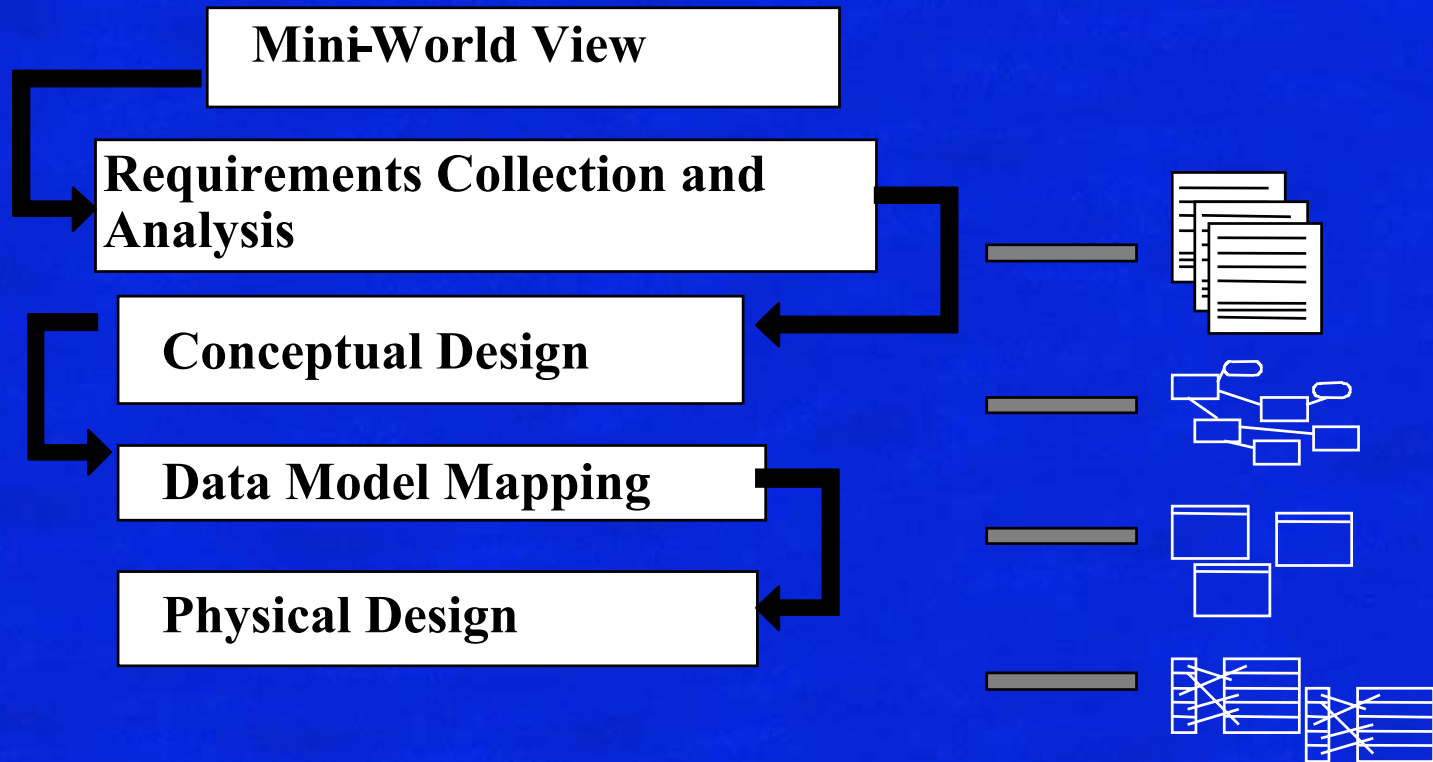 Mini-World View
Requirements Collection and
Analysis
Conceptual Design
Data Model Mapping
Physical Design